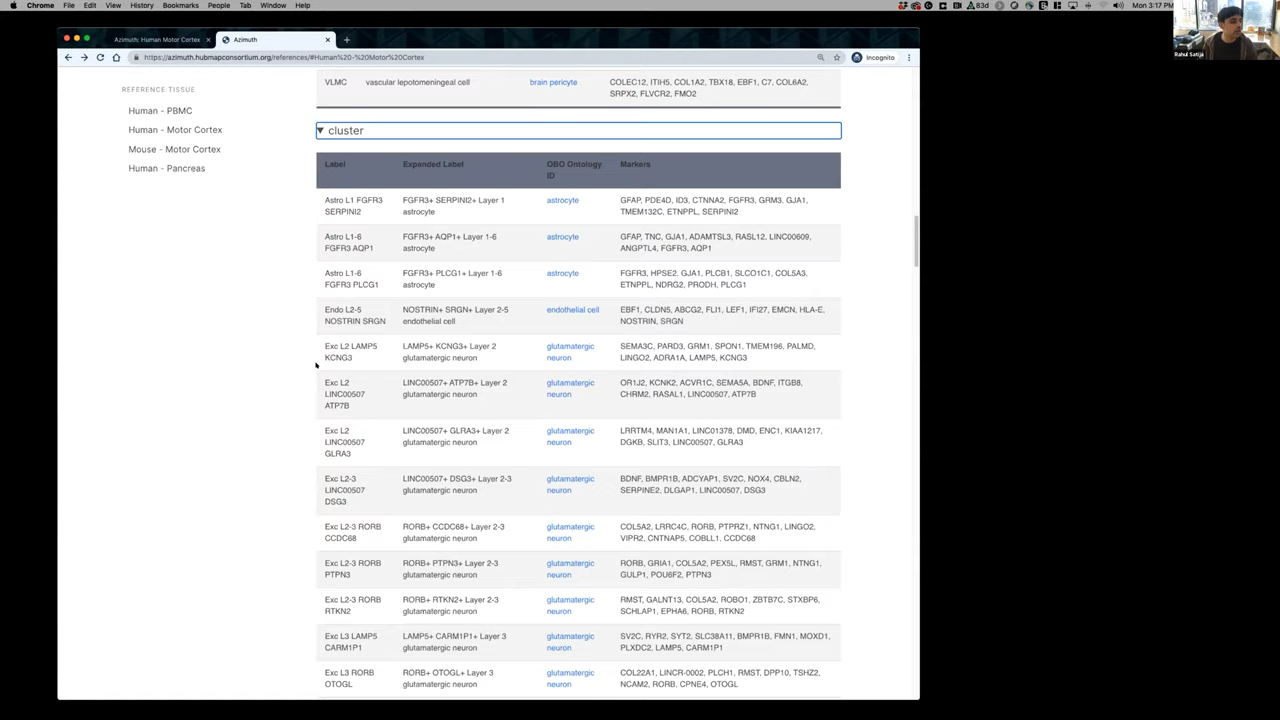 Chrome File Edit View History Bookmarks People Tab Window Help
83d
Mon 3:17 PM
Rahul Satija
Azimuth: Human Motor Cortex
Azimuth
https://azimuth.hubmapconsortium.org/references/#Human%20-%20Motor%20Cortex
Incognito
REFERENCE TISSUE
Human - PBMC
Human - Motor Cortex
Mouse - Motor Cortex
Human - Pancreas
VLMC vascular lepotomeningeal cell brain pericyte COLEC12, ITIH5, COL1A2, TBX18, EBF1, C7, COL6A2,
SRPX2, FLVCR2, FMO2
cluster
Label Expanded Label OBO Ontology Markers
ID
Astro L1 FGFR3 FGFR3+ SERPINI2+ Layer 1 astrocyte GFAP, PDE4D, ID3, CTNNA2, FGFR3, GRM3, GJA1,
SERPINI2 astrocyte TMEM132C, ETNPPL, SERPINI2
Astro L1-6 FGFR3+ AQP1+ Layer 1-6 astrocyte GFAP, TNC, GJA1, ADAMTSL3, RASL12, LINC00609,
FGFR3 AQP1 astrocyte ANGPTL4, FGFR3, AQP1
Astro L1-6 FGFR3+ PLCG1+ Layer 1-6 astrocyte FGFR3, HPSE2, GJA1, PLCB1, SLCO1C1, COL5A3,
FGFR3 PLCG1 astrocyte ETNPPL, NDRG2, PRODH, PLCG1
Endo L2-5 NOSTRIN+ SRGN+ Layer 2-5 endothelial cell EBF1, CLDN5, ABCG2, FLI1, LEF1, IFI27, EMCN, HLA-E,
NOSTRIN SRGN endothelial cell NOSTRIN, SRGN
Exc L2 LAMP5 LAMP5+ KCNG3+ Layer 2 glutamatergic SEMA3C, PARD3, GRM1, SPON1, TMEM196, PALMD,
KCNG3 glutamatergic neuron neuron LINGO2, ADRA1A, LAMP5, KCNG3
Exc L2 LINC00507+ ATP7B+ Layer 2 glutamatergic OR1J2, KCNK2, ACVR1C, SEMA5A, BDNF, ITGB8,
LINC00507 glutamatergic neuron neuron CHRM2, RASAL1, LINC00507, ATP7B
ATP7B
Exc L2 LINC00507+ GLRA3+ Layer 2 glutamatergic LRRTM4, MAN1A1, LINC01378, DMD, ENC1, KIAA1217,
LINC00507 glutamatergic neuron neuron DGKB, SLIT3, LINC00507, GLRA3
GLRA3
Exc L2-3 LINC00507+ DSG3+ Layer 2-3 glutamatergic BDNF, BMPR1B, ADCYAP1, SV2C, NOX4, CBLN2,
LINC00507 glutamatergic neuron neuron SERPINE2, DLGAP1, LINC00507, DSG3
DSG3
Exc L2-3 RORB RORB+ CCDC68+ Layer 2-3 glutamatergic COL5A2, LRRC4C, RORB, PTPRZ1, NTNG1, LINGO2,
CCDC68 glutamatergic neuron neuron VIPR2, CNTNAP5, COBLL1, CCDC68
Exc L2-3 RORB RORB+ PTPN3+ Layer 2-3 glutamatergic RORB, GRIA1, COL5A2, PEX5L, RMST, GRM1, NTNG1,
PTPN3 glutamatergic neuron neuron GULP1, POU6F2, PTPN3
Exc L2-3 RORB RORB+ RTKN2+ Layer 2-3 glutamatergic RMST, GALNT13, COL5A2, ROBO1, ZBTB7C, STXBP6,
RTKN2 glutamatergic neuron neuron SCHLAP1, EPHA6, RORB, RTKN2
Exc L3 LAMP5 LAMP5+ CARM1P1+ Layer 3 glutamatergic SV2C, RYR2, SYT2, SLC38A11, BMPR1B, FMN1, MOXD1,
CARM1P1 glutamatergic neuron neuron PLXDC2, LAMP5, CARM1P1
Exc L3 RORB RORB+ OTOGL+ Layer 3 glutamatergic COL22A1, LINCR-0002, PLCH1, RMST, DPP10, TSHZ2,
OTOGL glutamatergic neuron neuron NCAM2, RORB, CPNE4, OTOGL